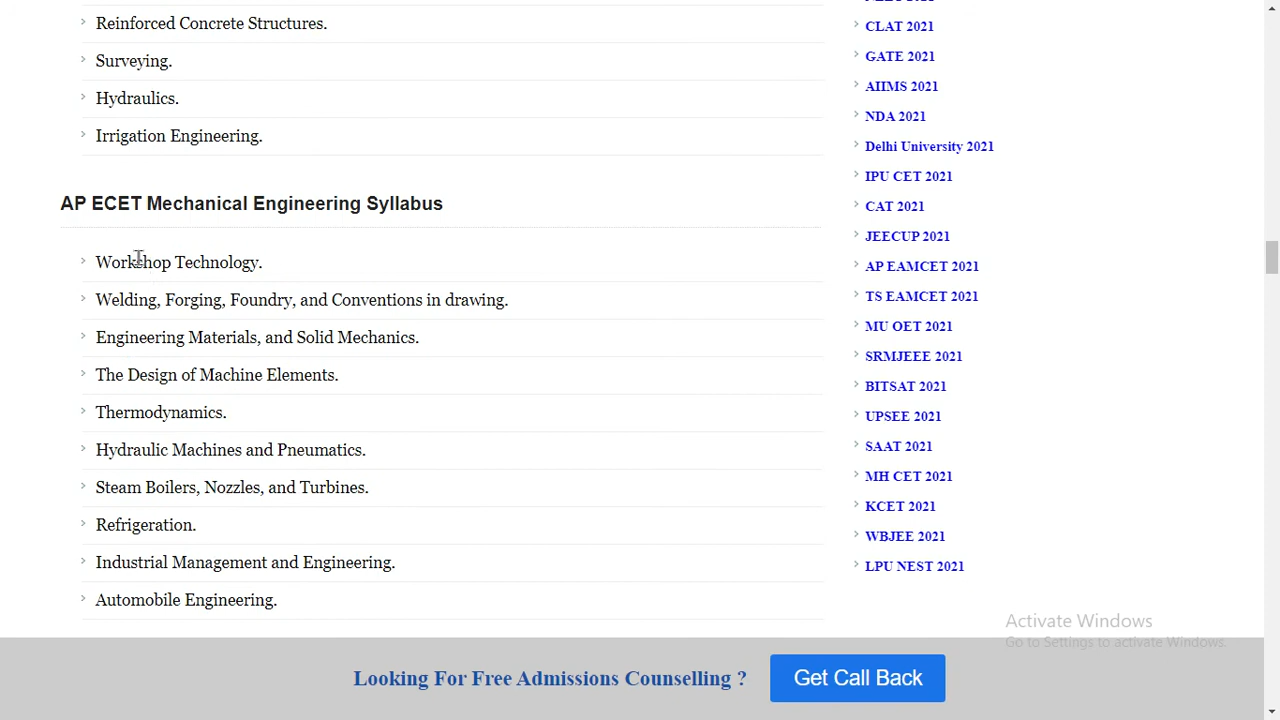 Reinforced Concrete Structures.
Surveying.
Hydraulics.
Irrigation Engineering.
AP ECET Mechanical Engineering Syllabus
Workshop Technology.
Welding, Forging, Foundry, and Conventions in drawing.
Engineering Materials, and Solid Mechanics.
The Design of Machine Elements.
Thermodynamics.
Hydraulic Machines and Pneumatics.
Steam Boilers, Nozzles, and Turbines.
Refrigeration.
Industrial Management and Engineering.
Automobile Engineering.
CLAT 2021
GATE 2021
AIIMS 2021
NDA 2021
Delhi University 2021
IPU CET 2021
CAT 2021
JEECUP 2021
AP EAMCET 2021
TS EAMCET 2021
MU OET 2021
SRMJEEE 2021
BITSAT 2021
UPSEE 2021
SAAT 2021
MH CET 2021
KCET 2021
WBJEE 2021
LPU NEST 2021
Activate Windows
Go to Settings to activate Windows.
Looking For Free Admissions Counselling ?
Get Call Back